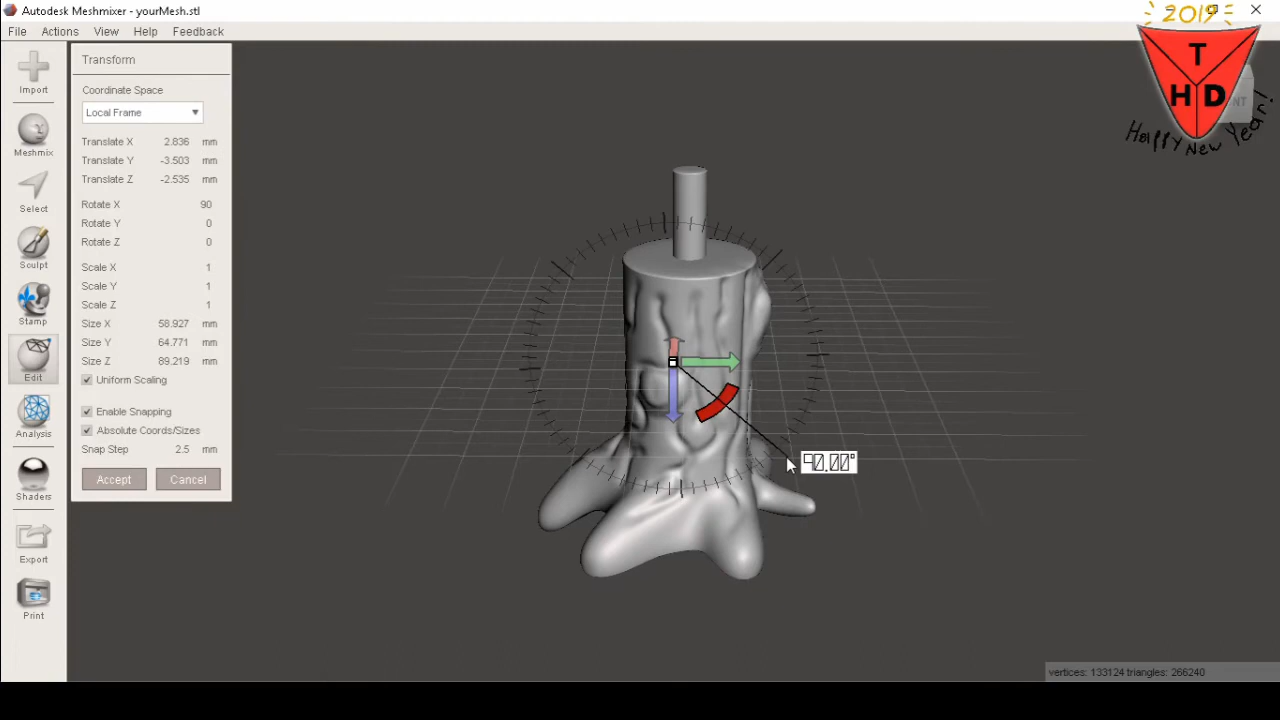 Autodesk Meshmixer - yourMesh.stl
2019
File Actions View Help Feedback
T
H D
NT
Happy New Year!
Import
Meshmix
Select
Sculpt
Stamp
Edit
Analysis
Shaders
Export
Print
Transform
Coordinate Space
Local Frame
Translate X 2.836 mm
Translate Y -3.503 mm
Translate Z -2.535 mm
Rotate X 90
Rotate Y 0
Rotate Z 0
Scale X 1
Scale Y 1
Scale Z 1
Size X 58.927 mm
Size Y 64.771 mm
Size Z 89.219 mm
Uniform Scaling
Enable Snapping
Absolute Coords/Sizes
Snap Step 2.5 mm
Accept Cancel
90.00°
vertices: 133124 triangles: 266240